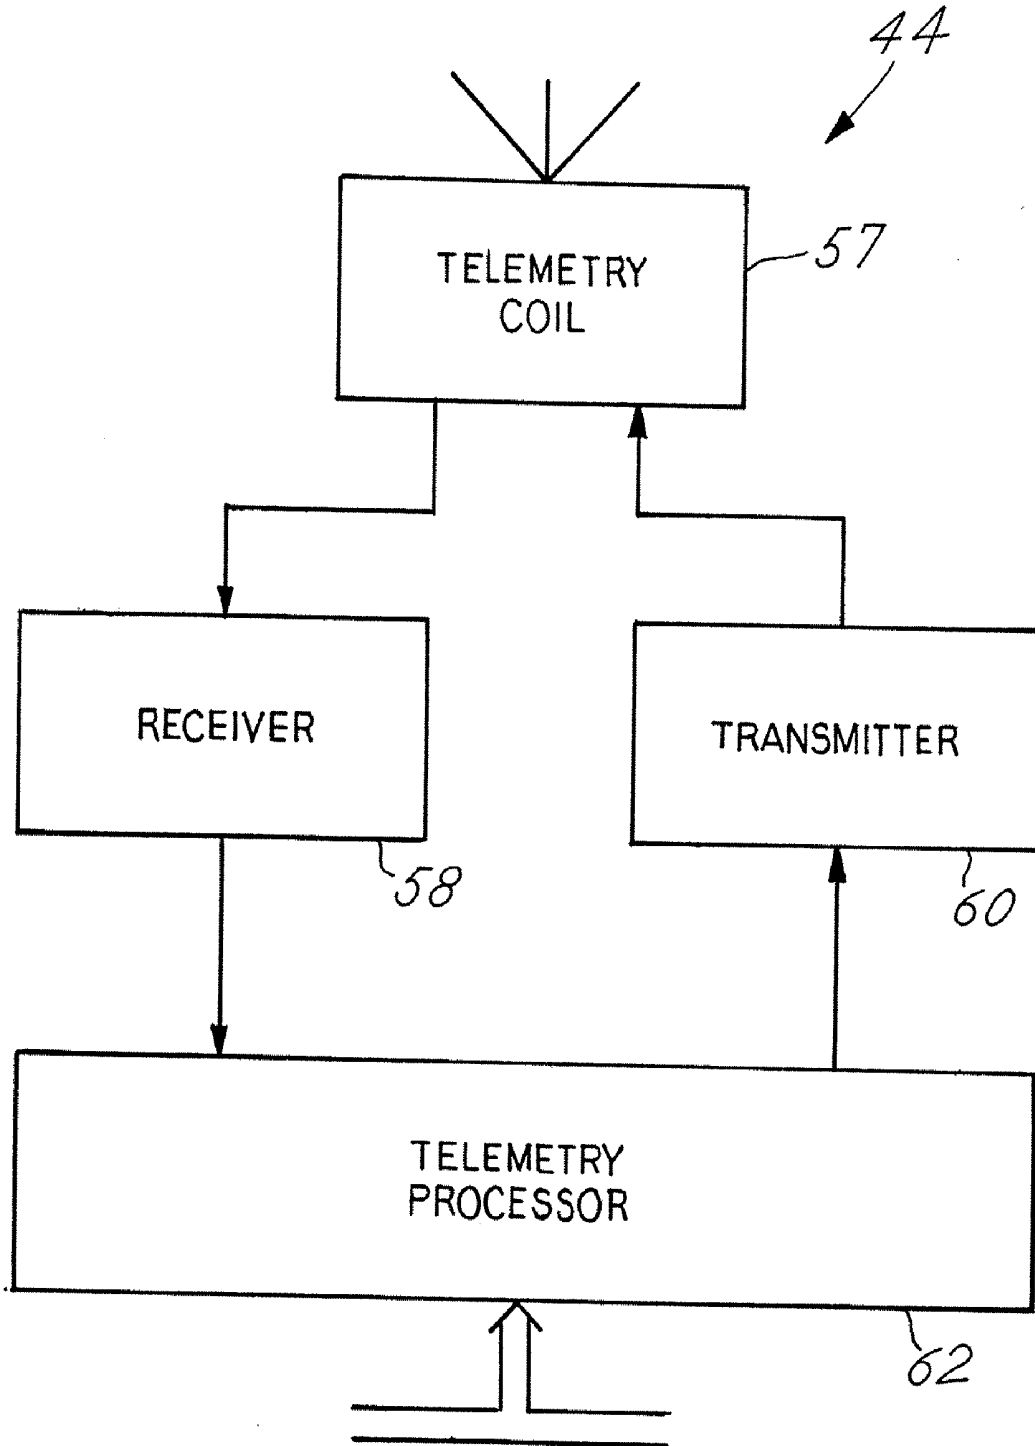 44
TELEMETRY
COIL
57
RECEIVER
TRANSMITTER
58
60
TELEMETRY
PROCESSOR
62